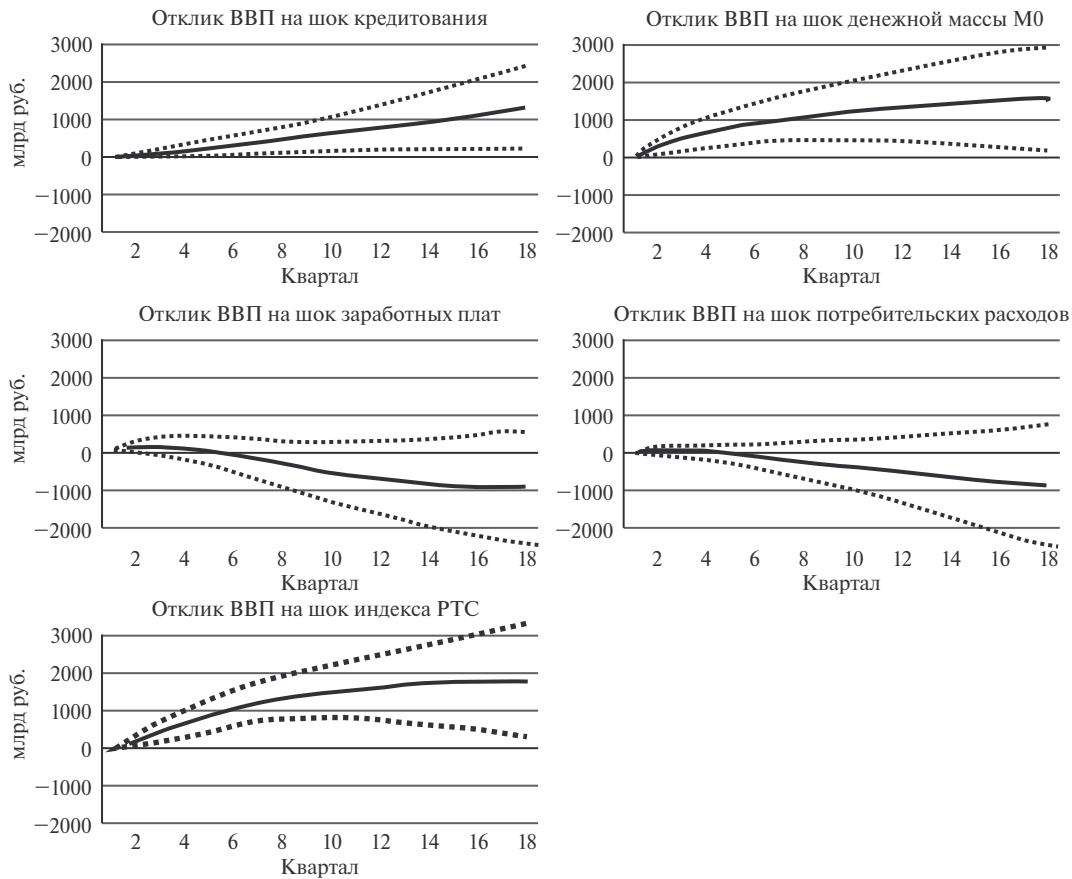 Отклик ВВП на шок кредитования
млрд руб.
3000
2000
1000
0
−1000
−2000
2 4 6 8 10 12 14 16 18
Квартал
Отклик ВВП на шок денежной массы М0
3000
2000
1000
0
−1000
−2000
2 4 6 8 10 12 14 16 18
Квартал
Отклик ВВП на шок заработных плат
млрд руб.
3000
2000
1000
0
−1000
−2000
2 4 6 8 10 12 14 16 18
Квартал
Отклик ВВП на шок потребительских расходов
3000
2000
1000
0
−1000
−2000
2 4 6 8 10 12 14 16 18
Квартал
Отклик ВВП на шок индекса РТС
млрд руб.
3000
2000
1000
0
−1000
−2000
2 4 6 8 10 12 14 16 18
Квартал